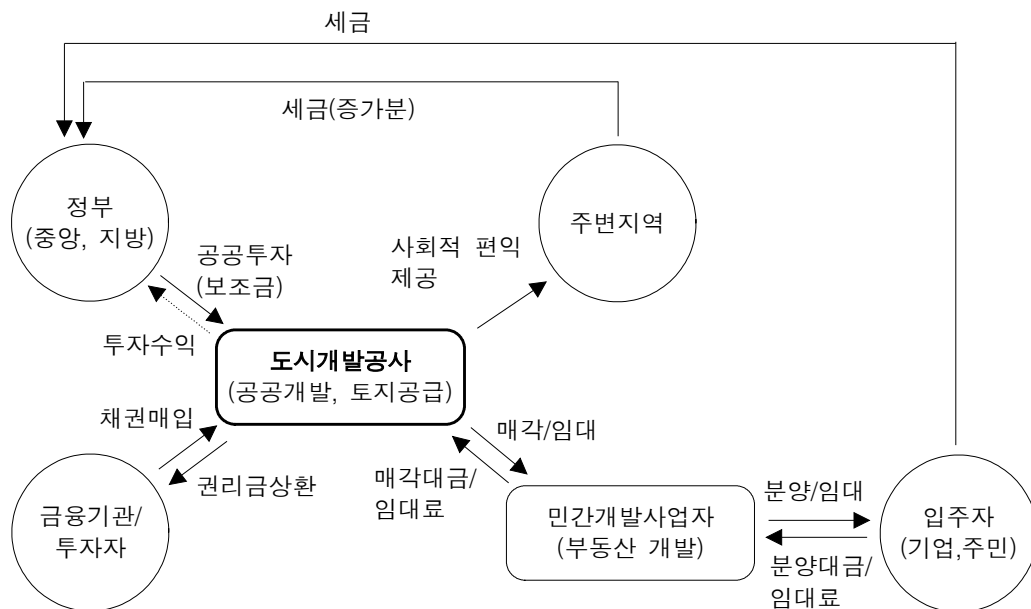 세금
세금(증가분)
정부
(중앙, 지방)
주변지역
공공투자
(보조금)
사회적 편익
제공
투자수익
도시개발공사
(공공개발, 토지공급)
채권매입
매각/임대
권리금상환
매각대금/
임대료
금융기관/
투자자
민간개발사업자
(부동산 개발)
분양/임대
분양대금/
임대료
입주자
(기업,주민)